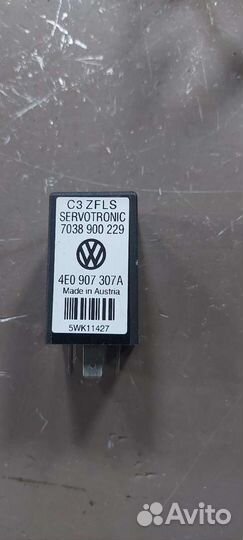 C3 ZFLS
SERVOTRONIC
7038 900 229
4E0 907 307A
Made in Austria
5WK11427
Avito